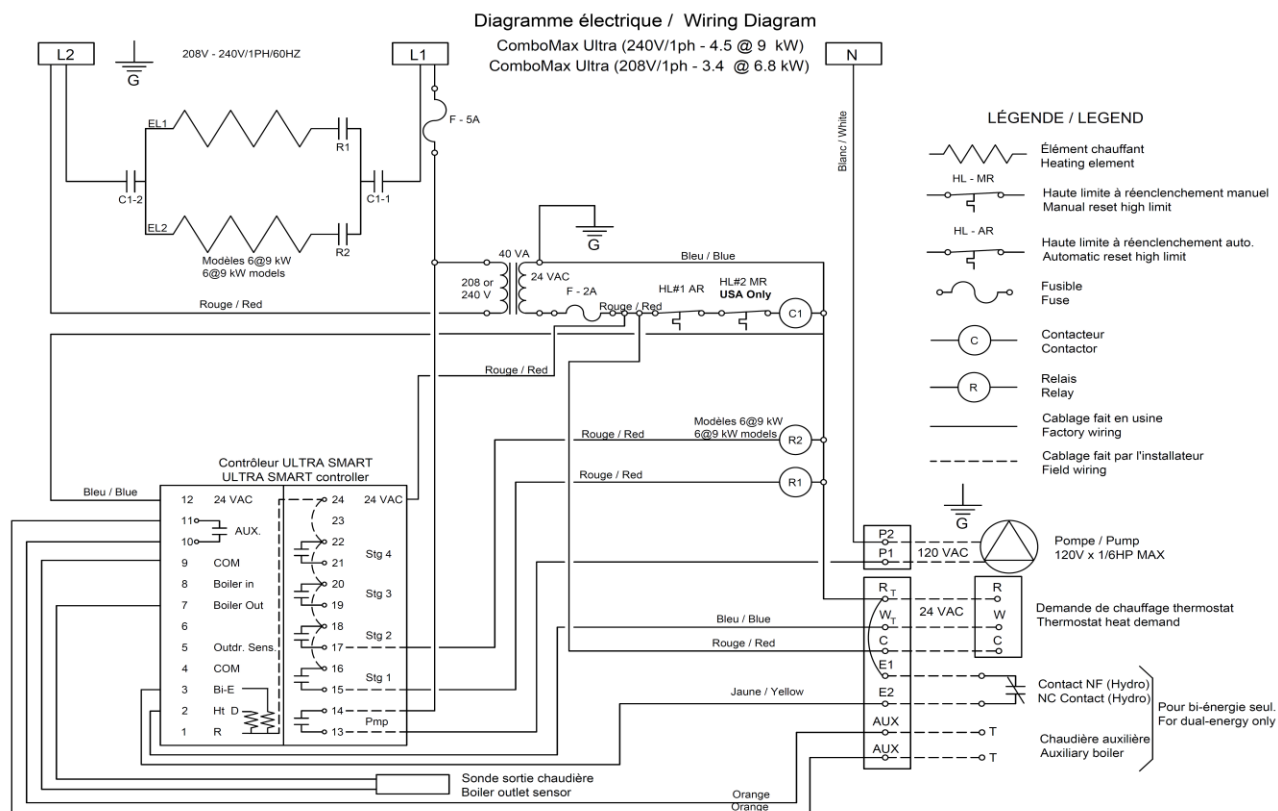 Diagramme électrique / Wiring Diagram
ComboMax Ultra (240V/1ph - 4.5 @ 9 kW)
ComboMax Ultra (208V/1ph - 3.4 @ 6.8 kW)
L2
G
208V - 240V/1PH/60HZ
L1
N
F - 5A
EL1
R1
C1-2
C1-1
EL2
R2
Modèles 6@9 kW
6@9 kW models
Blanc / White
LÉGENDE / LEGEND
Élément chauffant
Heating element
HL - MR
Haute limite à réenclenchement manuel
Manual reset high limit
HL - AR
Haute limite à réenclenchement auto.
Automatic reset high limit
Fusible
Fuse
C
Contacteur
Contactor
R
Relais
Relay
Cablage fait en usine
Factory wiring
Cablage fait par l'installateur
Field wiring
G
40 VA
Bleu / Blue
208 or
240 V
24 VAC
F - 2A
Rouge / Red
HL#1 AR
HL#2 MR
USA Only
C1
Rouge / Red
Rouge / Red
Rouge / Red
Modèles 6@9 kW
6@9 kW models
R2
Rouge / Red
R1
Contrôleur ULTRA SMART
ULTRA SMART controller
Bleu / Blue
12 24 VAC
11
10
AUX.
9 COM
8 Boiler in
7 Boiler Out
6
5 Outdr. Sens.
4 COM
3 Bi-E
2 Ht D
1 R
24 24 VAC
23
22
21
Stg 4
20
19
Stg 3
18
17
Stg 2
16
15
Stg 1
14
13
Pmp
G
P2
P1
120 VAC
Pompe / Pump
120V x 1/6HP MAX
RT
WT
C
E1
E2
AUX
AUX
24 VAC
R
W
C
Demande de chauffage thermostat
Thermostat heat demand
Bleu / Blue
Rouge / Red
Jaune / Yellow
Contact NF (Hydro)
NC Contact (Hydro)
Pour bi-énergie seul.
For dual-energy only
T
T
Chaudière auxilière
Auxiliary boiler
Sonde sortie chaudière
Boiler outlet sensor
Orange
Orange